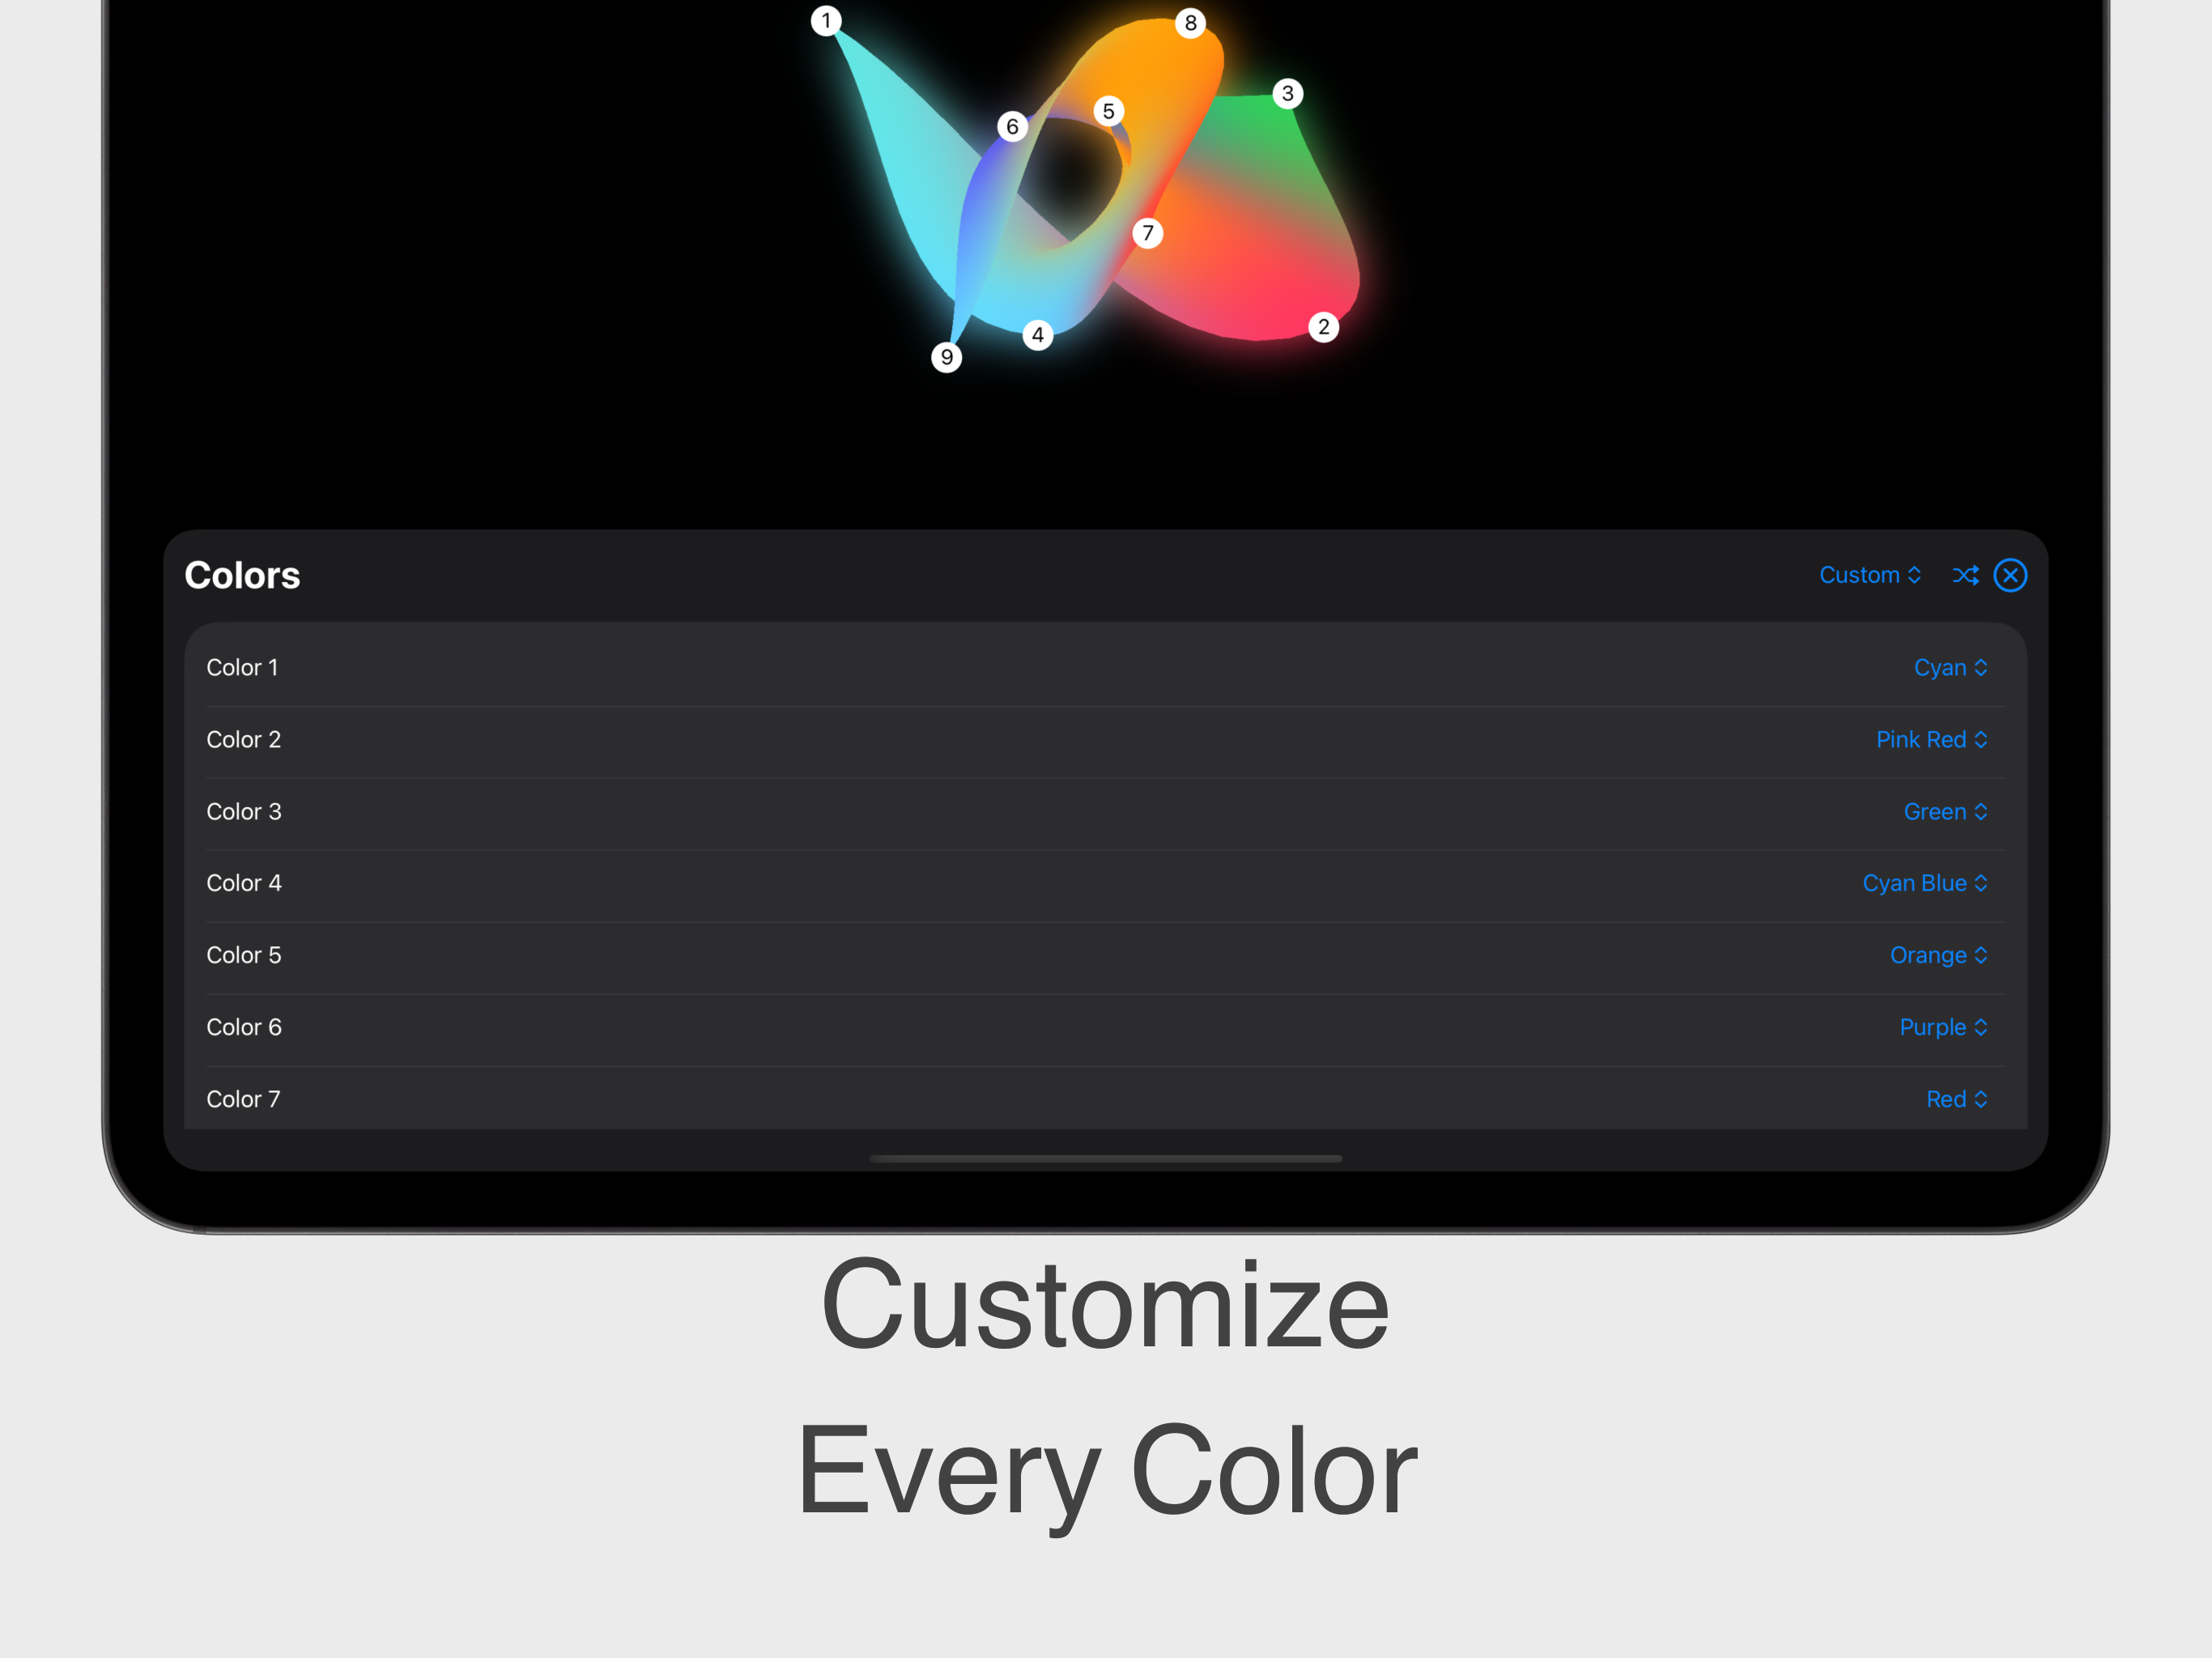 1
8
3
5
6
7
2
4
9
Colors Custom
Color 1 Cyan
Color 2 Pink Red
Color 3 Green
Color 4 Cyan Blue
Color 5 Orange
Color 6 Purple
Color 7 Red
Customize
Every Color